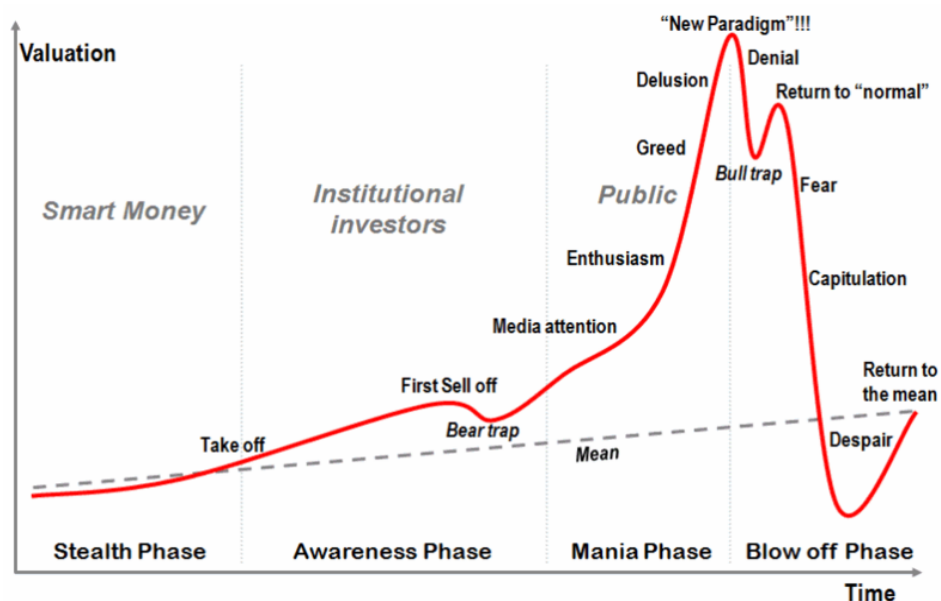 "New Paradigm"!!!
Valuation
Denial
Delusion
Return to "normal"
Greed
Bull trap
Fear
Smart Money
Institutional
investors
Public
Enthusiasm
Capitulation
Media attention
First Sell off
Return to
the mean
Bear trap
Take off
Mean
Despair
Stealth Phase
Awareness Phase
Mania Phase
Blow off Phase
Time